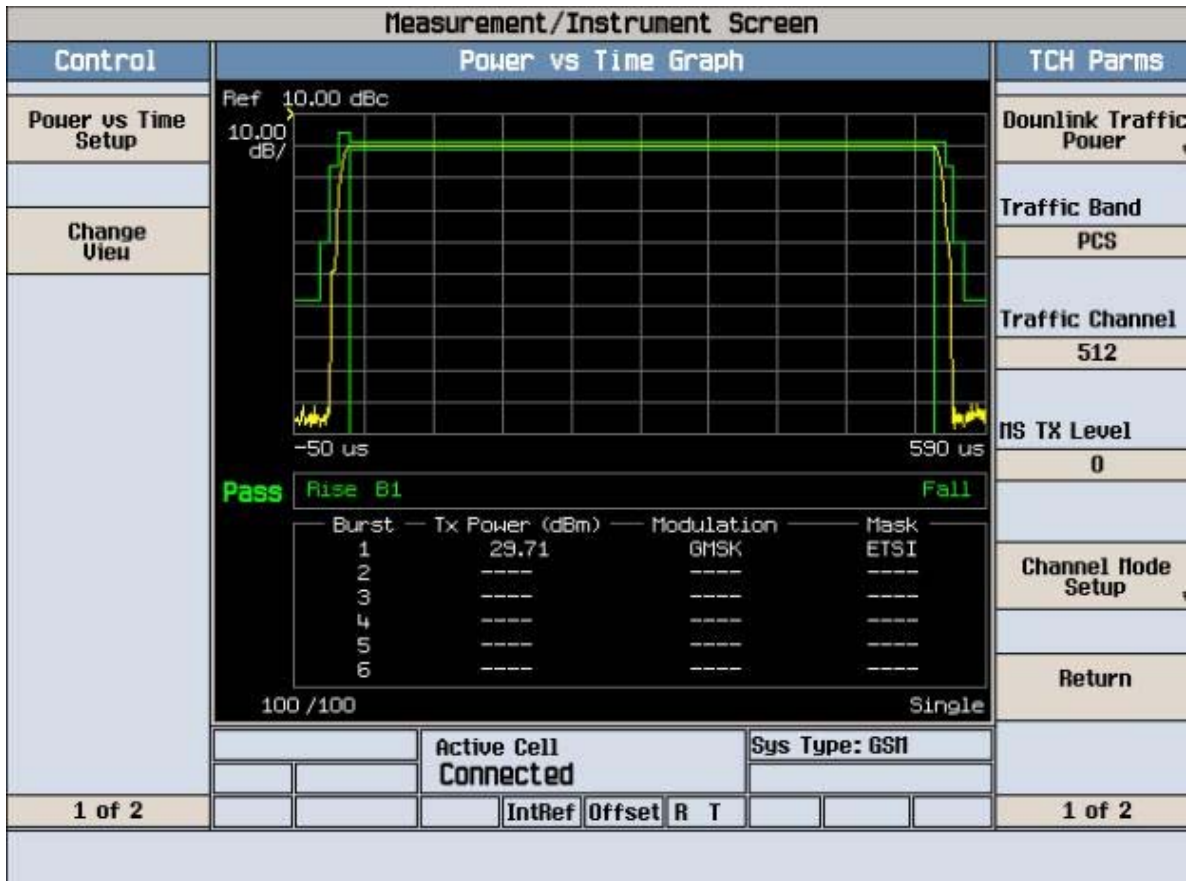 Measurement/Instrument Screen
Control
Power vs Time Graph
TCH Parms
Power vs Time
Setup
Change
View
1 of 2
Ref 10.00 dBc
10.00
dB/
-50 us
590 us
Pass
Rise B1
Fall
Burst Tx Power (dBm) Modulation Mask
1 29.71 GMSK ETSI
2 ---- ---- ----
3 ---- ---- ----
4 ---- ---- ----
5 ---- ---- ----
6 ---- ---- ----
100 /100
Single
Active Cell
Connected
Sys Type: GSM
IntRef Offset R T
Downlink Traffic
Power
Traffic Band
PCS
Traffic Channel
512
MS TX Level
0
Channel Mode
Setup
Return
1 of 2